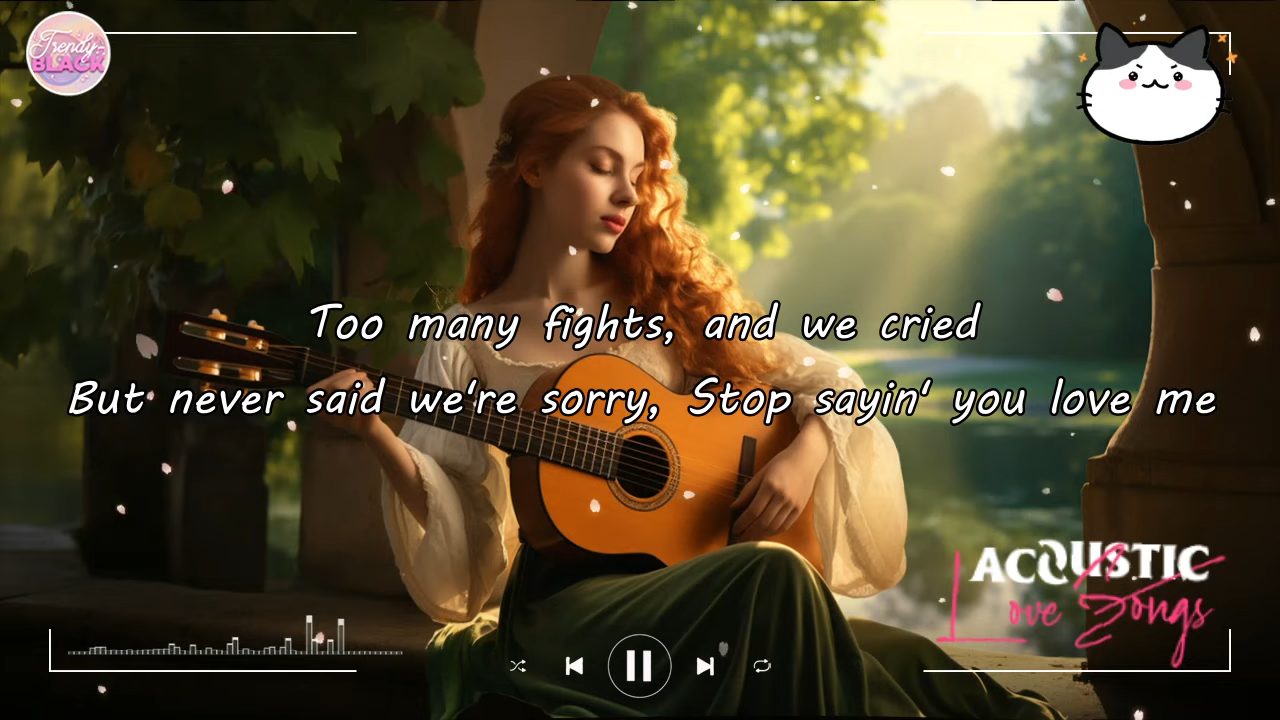 Trendy
BLACK
Too many fights, and we cried
But never said we're sorry, Stop sayin' you love me
ACOUSTIC
Love Songs